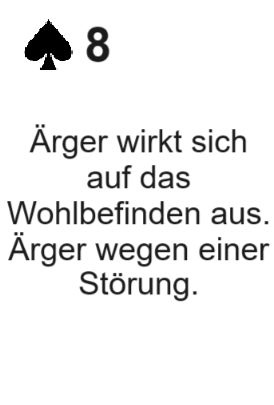 ♠ 8
Ärger wirkt sich
auf das
Wohlbefinden aus.
Ärger wegen einer
Störung.